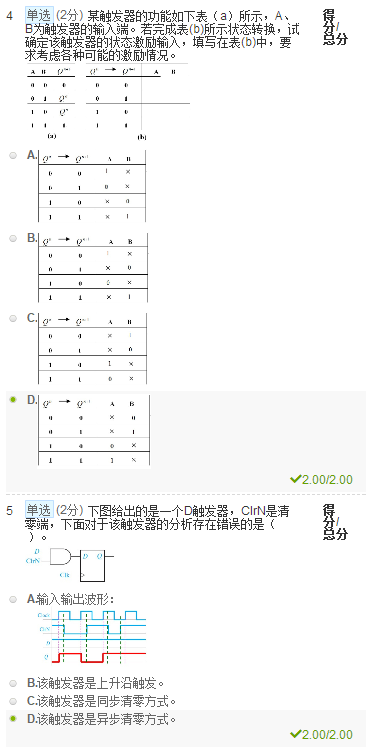 4 单选 (2分) 某触发器的功能如下表（a）所示，A、B为触发器的输入端。若完成表(b)所示状态转换，试确定该触发器的状态激励输入，填写在表(b)中，要求考虑各种可能的激励情况。
得分/总分
A B Qⁿ⁺¹
0 0 0
0 1 Qⁿ
(a)
Qⁿ → Qⁿ⁺¹ A B
0 0
0 1
1 0
1 1
(b)
A.
Qⁿ → Qⁿ⁺¹ A B
0 0 1 ×
0 1 0 ×
1 0 × 0
1 1 × 1
B.
Qⁿ → Qⁿ⁺¹ A B
0 0 1 ×
0 1 × 0
1 0 0 ×
1 1 × 1
C.
Qⁿ → Qⁿ⁺¹ A B
0 0 × 1
0 1 × 0
1 0 1 ×
1 1 0 ×
D.
Qⁿ → Qⁿ⁺¹ A B
0 0 × 0
0 1 × 1
1 0 0 ×
1 1 1 ×
2.00/2.00
5 单选 (2分) 下图给出的是一个D触发器，ClrN是清零端，下面对于该触发器的分析存在错误的是（ ）。
得分/总分
D
ClrN
D Q
Clk
A.输入输出波形：
D
Q
B.该触发器是上升沿触发。
C.该触发器是同步清零方式。
D.该触发器是异步清零方式。
2.00/2.00